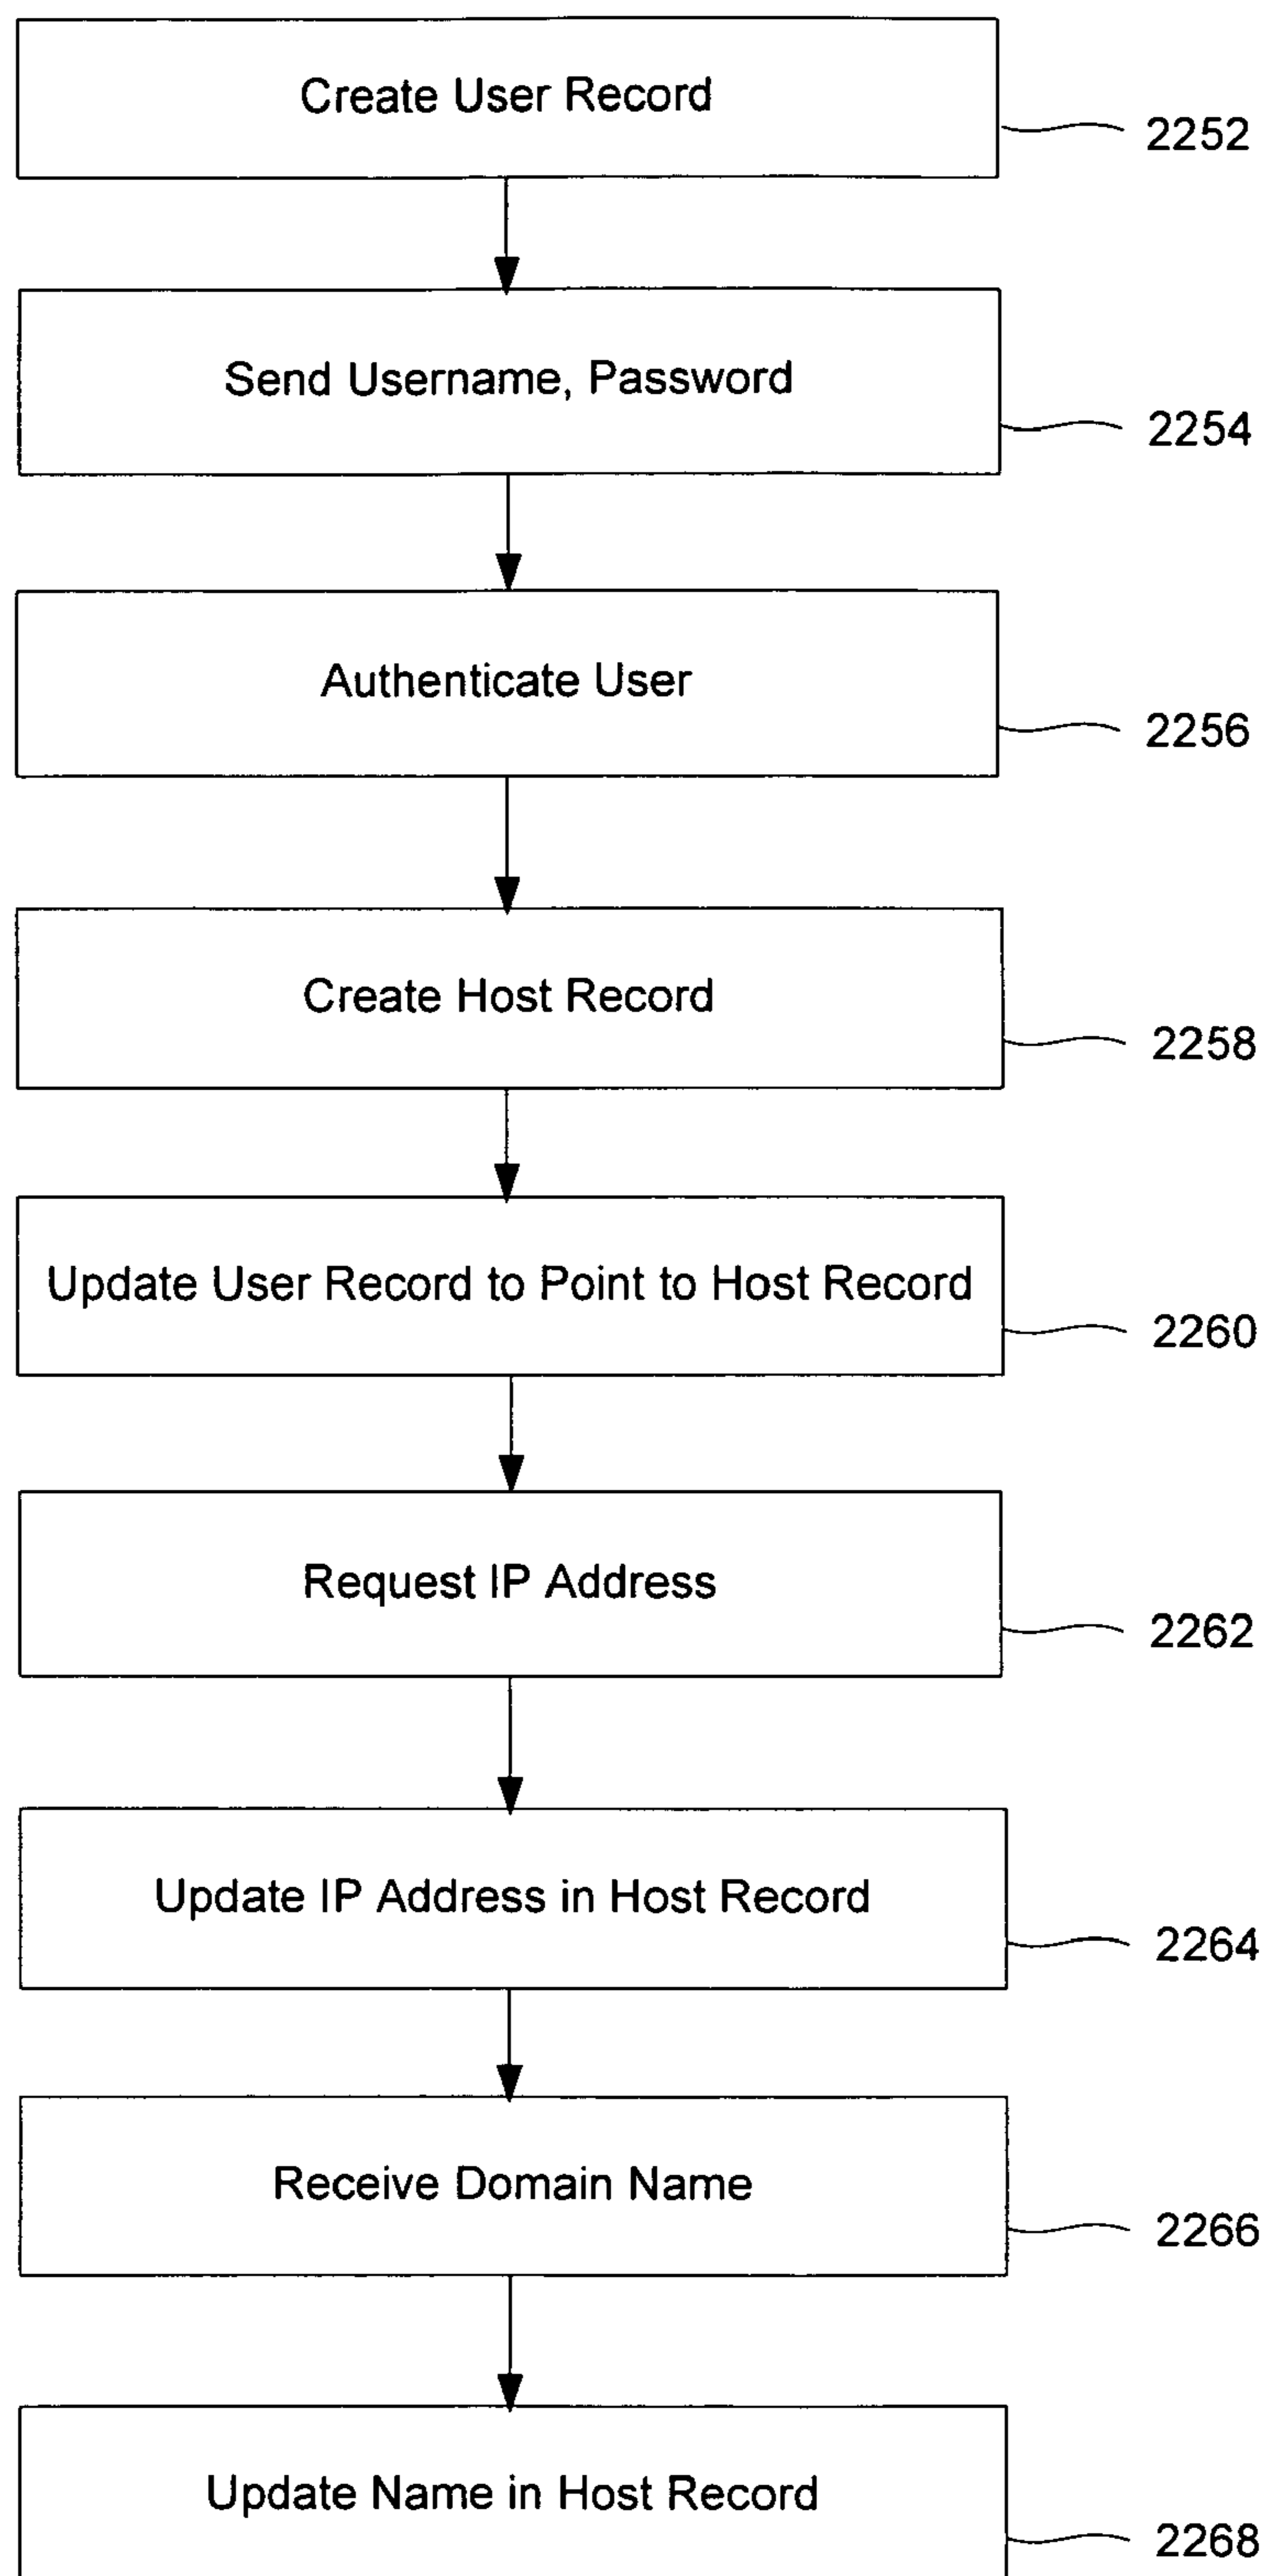 Create User Record
2252
Send Username, Password
2254
Authenticate User
2256
Create Host Record
2258
Update User Record to Point to Host Record
2260
Request IP Address
2262
Update IP Address in Host Record
2264
Receive Domain Name
2266
Update Name in Host Record
2268